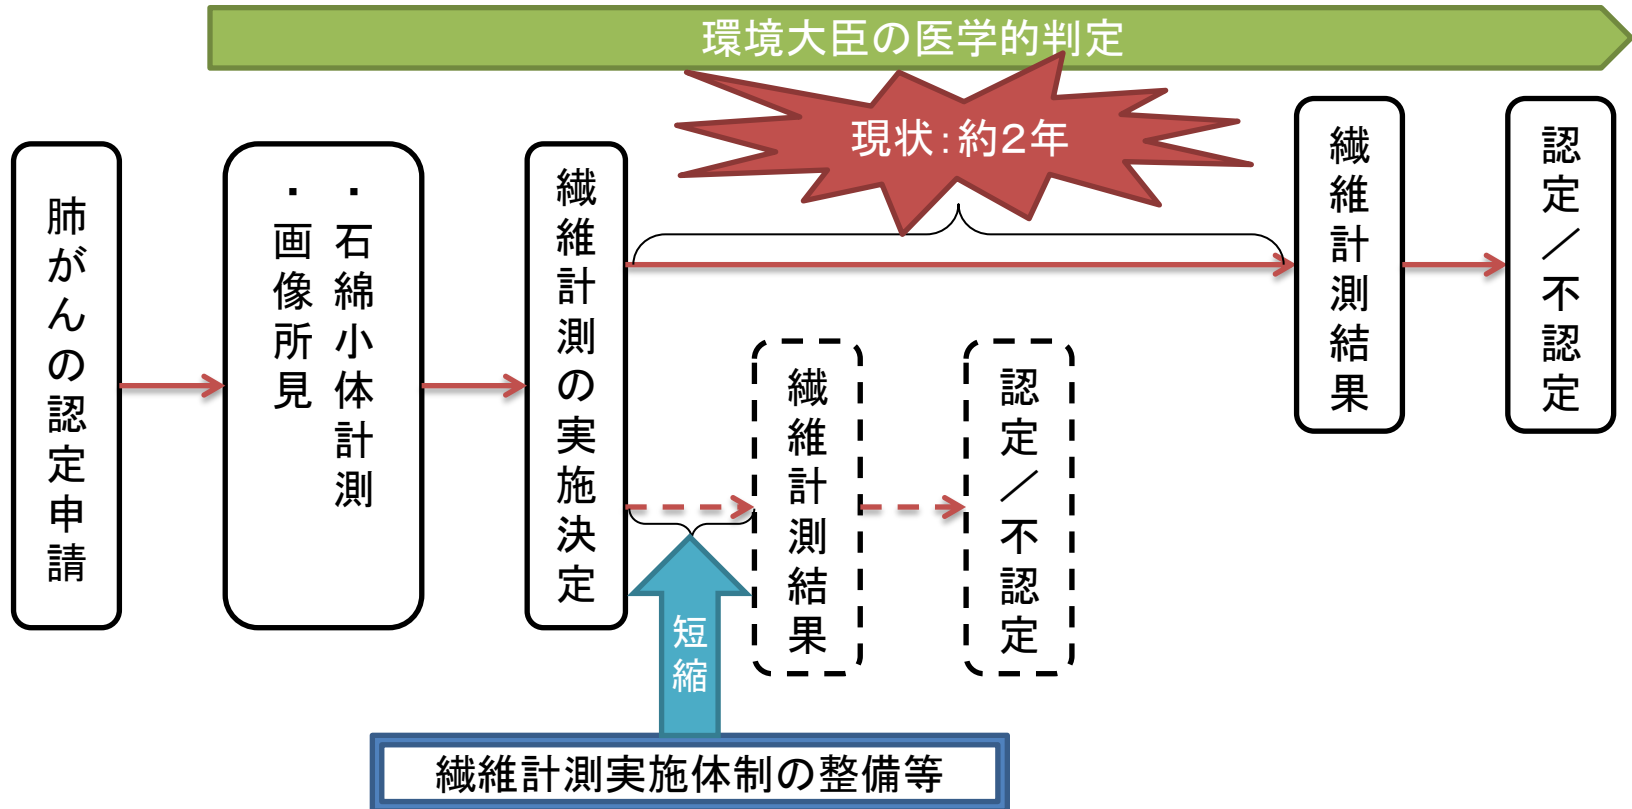 環境大臣の医学的判定
現状：約２年
肺がんの認定申請
・石綿小体計測
・画像所見
繊維計測の実施決定
繊維計測結果
認定／不認定
繊維計測結果
認定／不認定
短縮
繊維計測実施体制の整備等